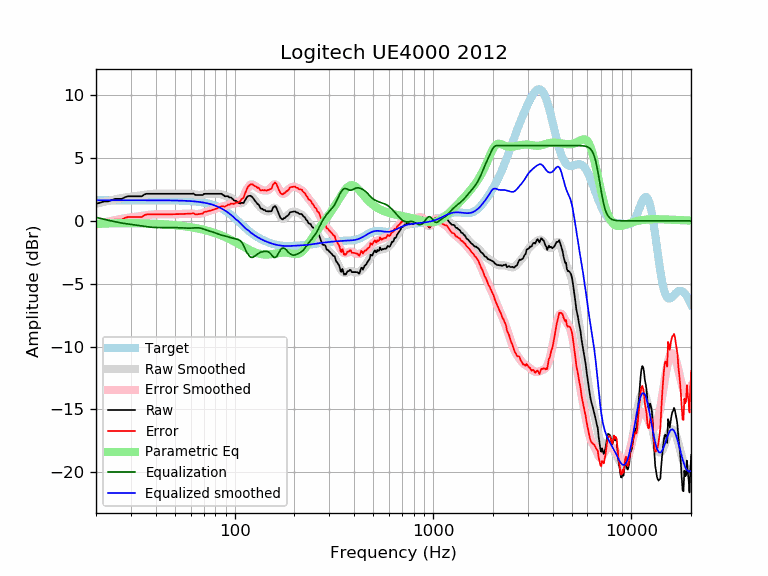 Logitech UE4000 2012
Amplitude (dBr)
10
5
0
−5
−10
−15
−20
Target
Raw Smoothed
Error Smoothed
Raw
Error
Parametric Eq
Equalization
Equalized smoothed
100
1000
10000
Frequency (Hz)